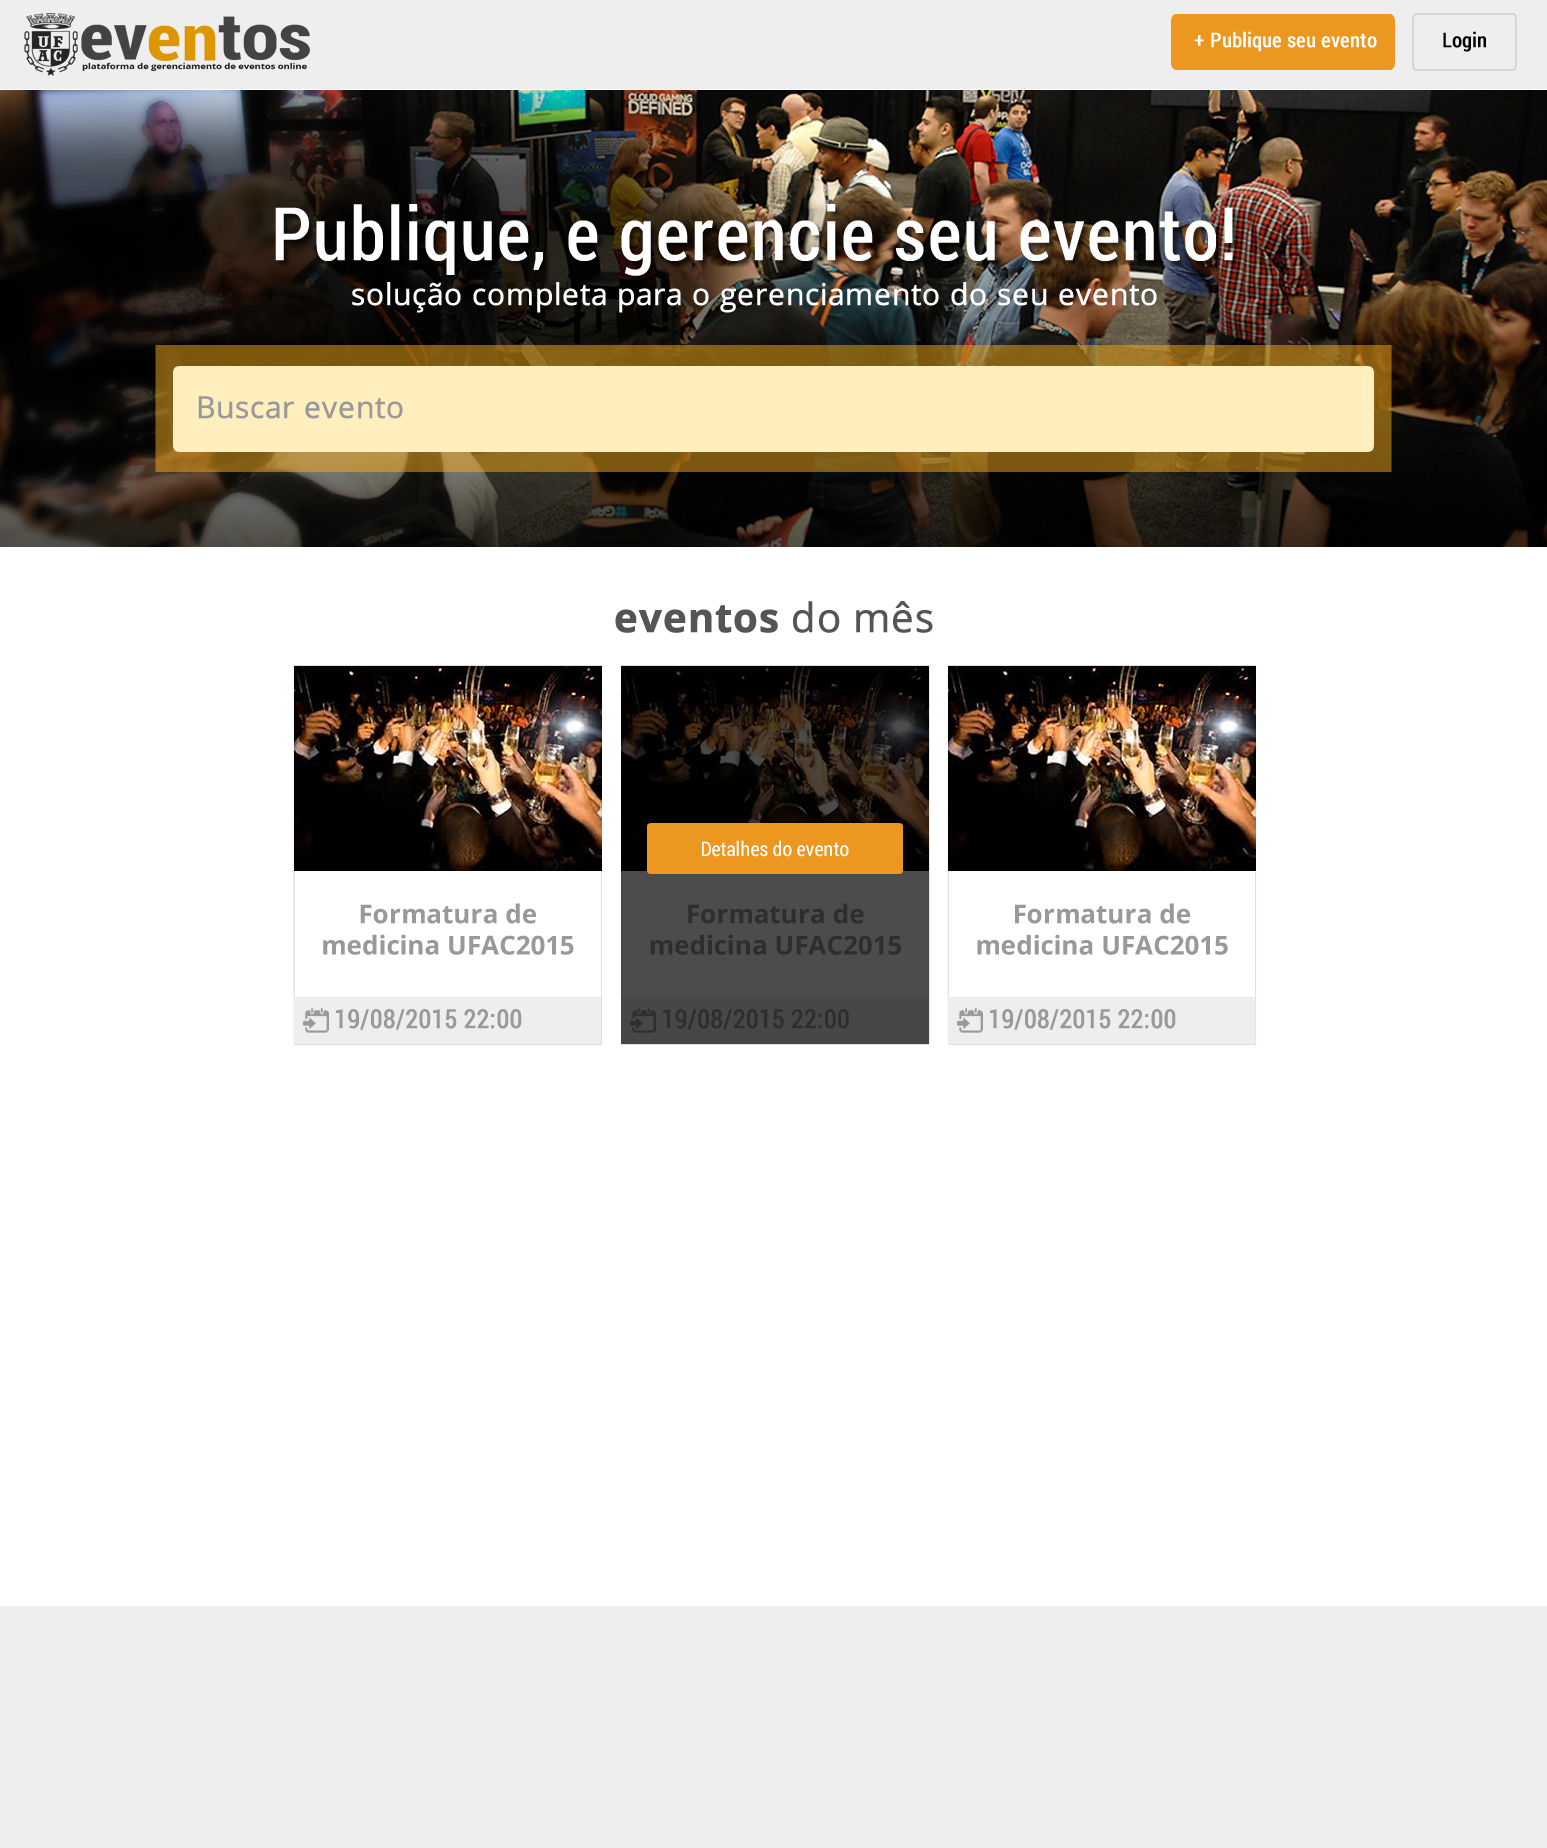 UF
AC
eventos
plataforma de gerenciamento de eventos online
+ Publique seu evento
Login
CLOUD GAMING
DEFINED
Publique, e gerencie seu evento!
solução completa para o gerenciamento do seu evento
Buscar evento
eventos do mês
Detalhes do evento
Formatura de
medicina UFAC2015
Formatura de
medicina UFAC2015
Formatura de
medicina UFAC2015
19/08/2015 22:00
19/08/2015 22:00
19/08/2015 22:00